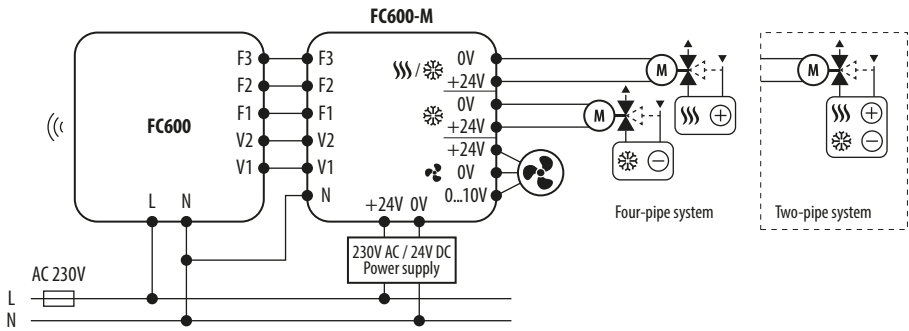 FC600-M
F3
F2
F1
V2
V1
FC600
L N
F3
F2
F1
V2
V1
N
/
0V
+24V
0V
+24V
+24V
0V
0...10V
+24V 0V
M
M
M
Four-pipe system
Two-pipe system
230V AC / 24V DC
Power supply
AC 230V
L
N